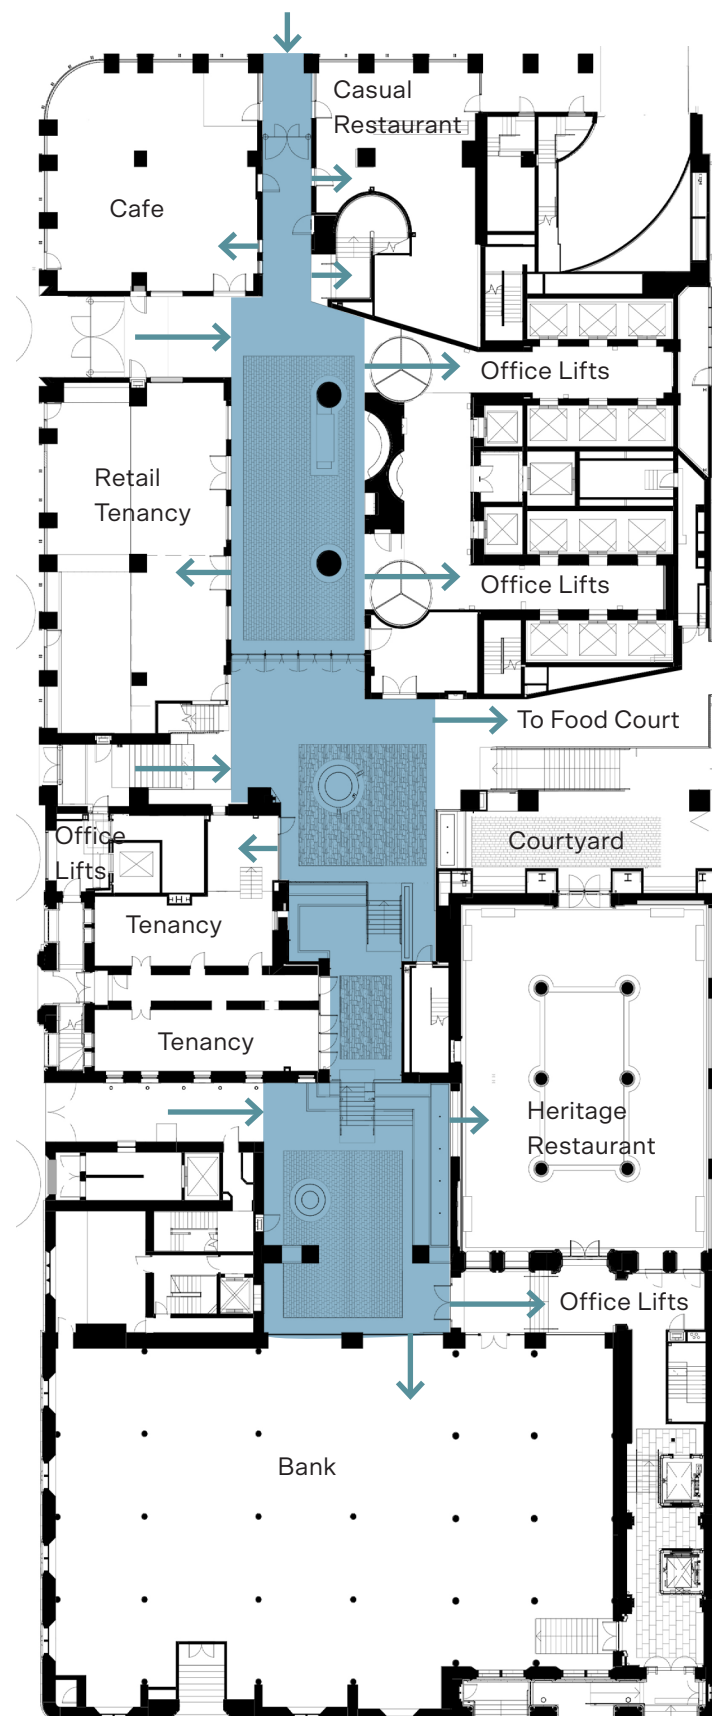 Casual
Restaurant
Cafe
Office Lifts
Retail
Tenancy
Office Lifts
To Food Court
Office
Lifts
Courtyard
Tenancy
Tenancy
Heritage
Restaurant
Office Lifts
Bank